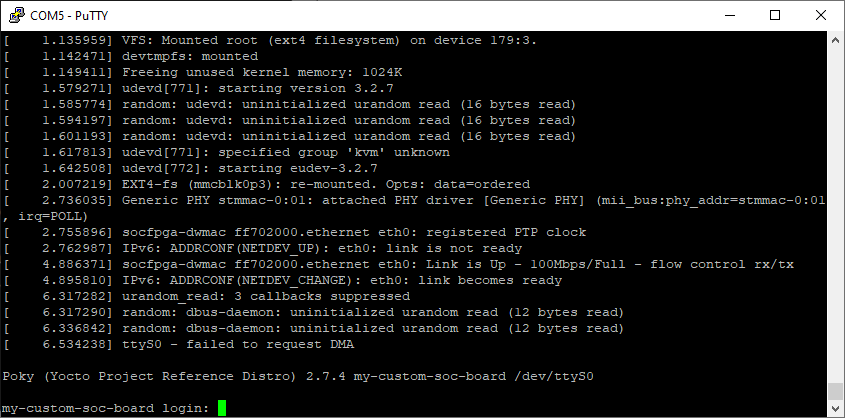 COM5 - PuTTY
[    1.135959] VFS: Mounted root (ext4 filesystem) on device 179:3.
[    1.142471] devtmpfs: mounted
[    1.149411] Freeing unused kernel memory: 1024K
[    1.579271] udevd[771]: starting version 3.2.7
[    1.585774] random: udevd: uninitialized urandom read (16 bytes read)
[    1.594197] random: udevd: uninitialized urandom read (16 bytes read)
[    1.601193] random: udevd: uninitialized urandom read (16 bytes read)
[    1.617813] udevd[771]: specified group 'kvm' unknown
[    1.642508] udevd[772]: starting eudev-3.2.7
[    2.007219] EXT4-fs (mmcblk0p3): re-mounted. Opts: data=ordered
[    2.736035] Generic PHY stmmac-0:01: attached PHY driver [Generic PHY] (mii_bus:phy_addr=stmmac-0:01
, irq=POLL)
[    2.755896] socfpga-dwmac ff702000.ethernet eth0: registered PTP clock
[    2.762987] IPv6: ADDRCONF(NETDEV_UP): eth0: link is not ready
[    4.886371] socfpga-dwmac ff702000.ethernet eth0: Link is Up - 100Mbps/Full - flow control rx/tx
[    4.895810] IPv6: ADDRCONF(NETDEV_CHANGE): eth0: link becomes ready
[    6.317282] urandom_read: 3 callbacks suppressed
[    6.317290] random: dbus-daemon: uninitialized urandom read (12 bytes read)
[    6.336842] random: dbus-daemon: uninitialized urandom read (12 bytes read)
[    6.534238] ttyS0 - failed to request DMA
Poky (Yocto Project Reference Distro) 2.7.4 my-custom-soc-board /dev/ttyS0
my-custom-soc-board login: